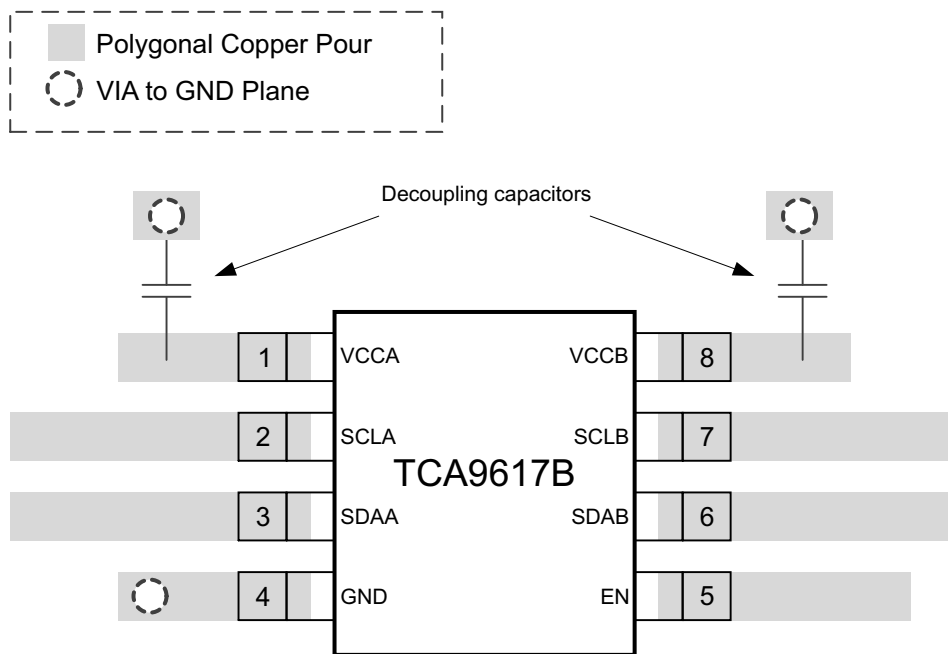 Polygonal Copper Pour
VIA to GND Plane
Decoupling capacitors
1 VCCA VCCB 8
2 SCLA SCLB 7
TCA9617B
3 SDAA SDAB 6
4 GND EN 5